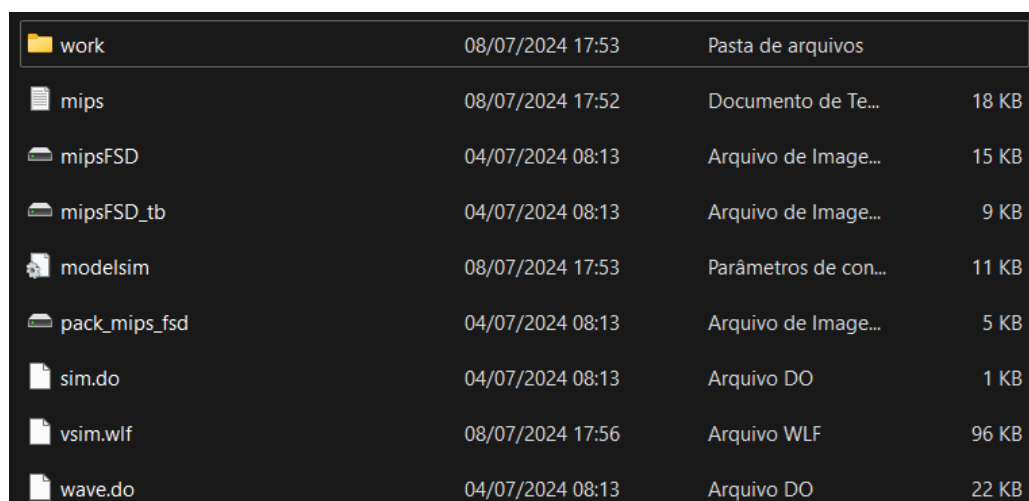 work 08/07/2024 17:53 Pasta de arquivos
mips 08/07/2024 17:52 Documento de Te... 18 KB
mipsFSD 04/07/2024 08:13 Arquivo de Image... 15 KB
mipsFSD_tb 04/07/2024 08:13 Arquivo de Image... 9 KB
modelsim 08/07/2024 17:53 Parâmetros de con... 11 KB
pack_mips_fsd 04/07/2024 08:13 Arquivo de Image... 5 KB
sim.do 04/07/2024 08:13 Arquivo DO 1 KB
vsim.wlf 08/07/2024 17:56 Arquivo WLF 96 KB
wave.do 04/07/2024 08:13 Arquivo DO 22 KB